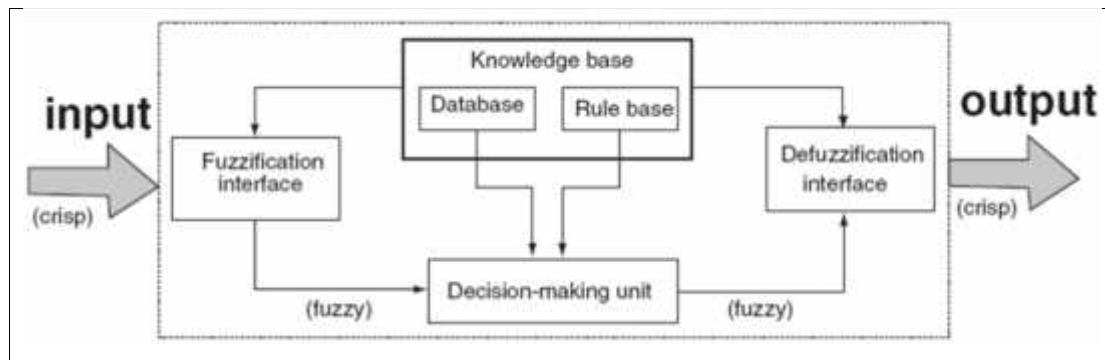 Knowledge base
Database
Rule base
input
output
Fuzzification
interface
Defuzzification
interface
(crisp)
(crisp)
Decision-making unit
(fuzzy)
(fuzzy)